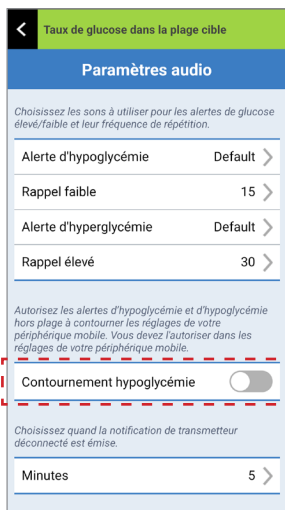 Taux de glucose dans la plage cible
Paramètres audio
Choisissez les sons à utiliser pour les alertes de glucose
élevé/faible et leur fréquence de répétition.
Alerte d'hypoglycémie Default
Rappel faible 15
Alerte d'hyperglycémie Default
Rappel élevé 30
Autorisez les alertes d'hypoglycémie et d'hypoglycémie
hors plage à contourner les réglages de votre
périphérique mobile. Vous devez l'autoriser dans les
réglages de votre périphérique mobile.
Contournement hypoglycémie
Choisissez quand la notification de transmetteur
déconnecté est émise.
Minutes 5